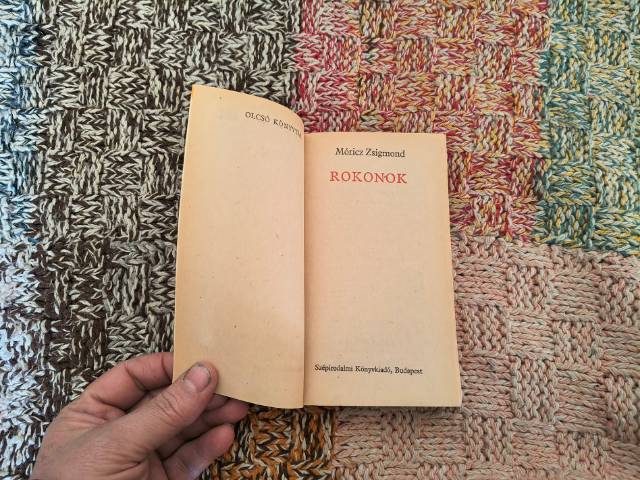 OLCSÓ KÖNYVTÁR
Móricz Zsigmond
ROKONOK
Szépirodalmi Könyvkiadó, Budapest